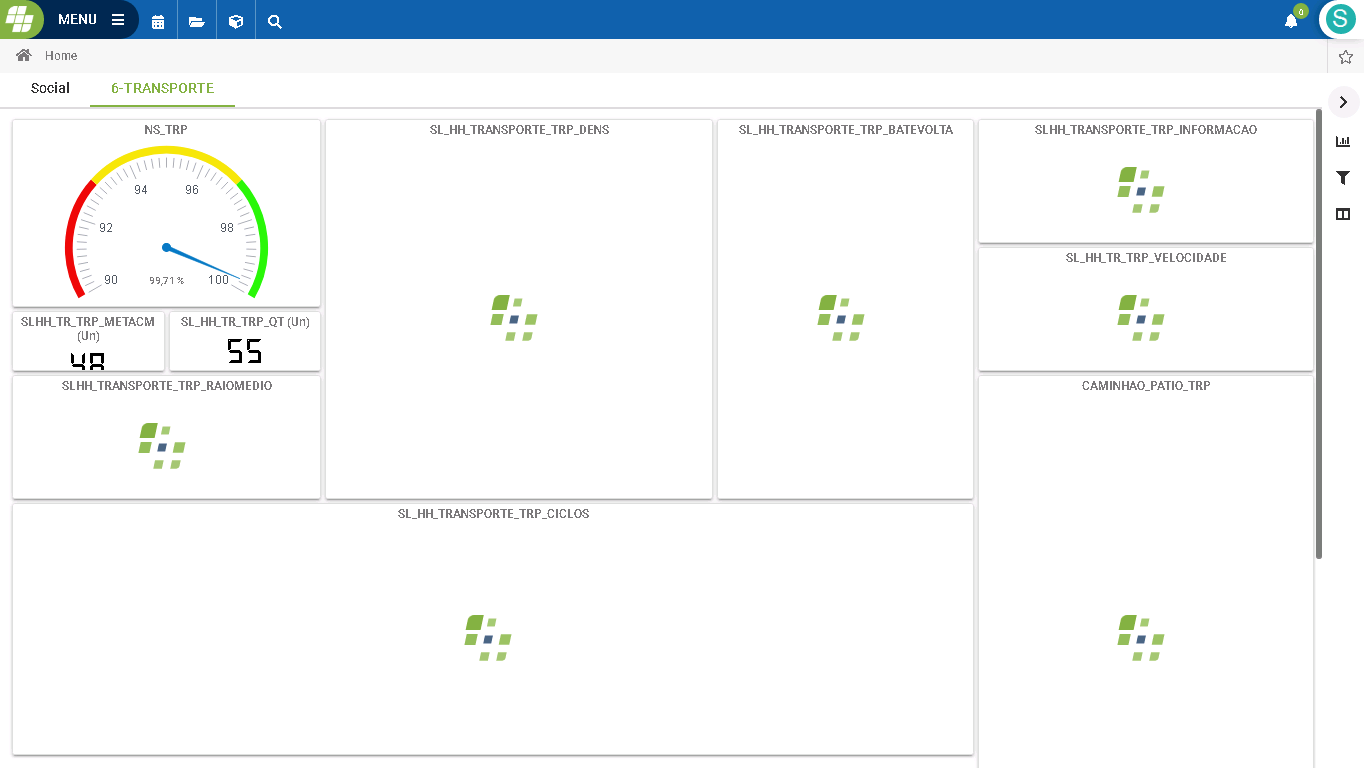 MENU
0
S
Home
Social
6-TRANSPORTE
NS_TRP
90
92
94
96
98
100
99,71 %
SLHH_TR_TRP_METACM
(Un)
48
SL_HH_TR_TRP_QT (Un)
55
SLHH_TRANSPORTE_TRP_RAIOMEDIO
SL_HH_TRANSPORTE_TRP_DENS
SL_HH_TRANSPORTE_TRP_BATEVOLTA
SLHH_TRANSPORTE_TRP_INFORMACAO
SL_HH_TR_TRP_VELOCIDADE
CAMINHAO_PATIO_TRP
SL_HH_TRANSPORTE_TRP_CICLOS